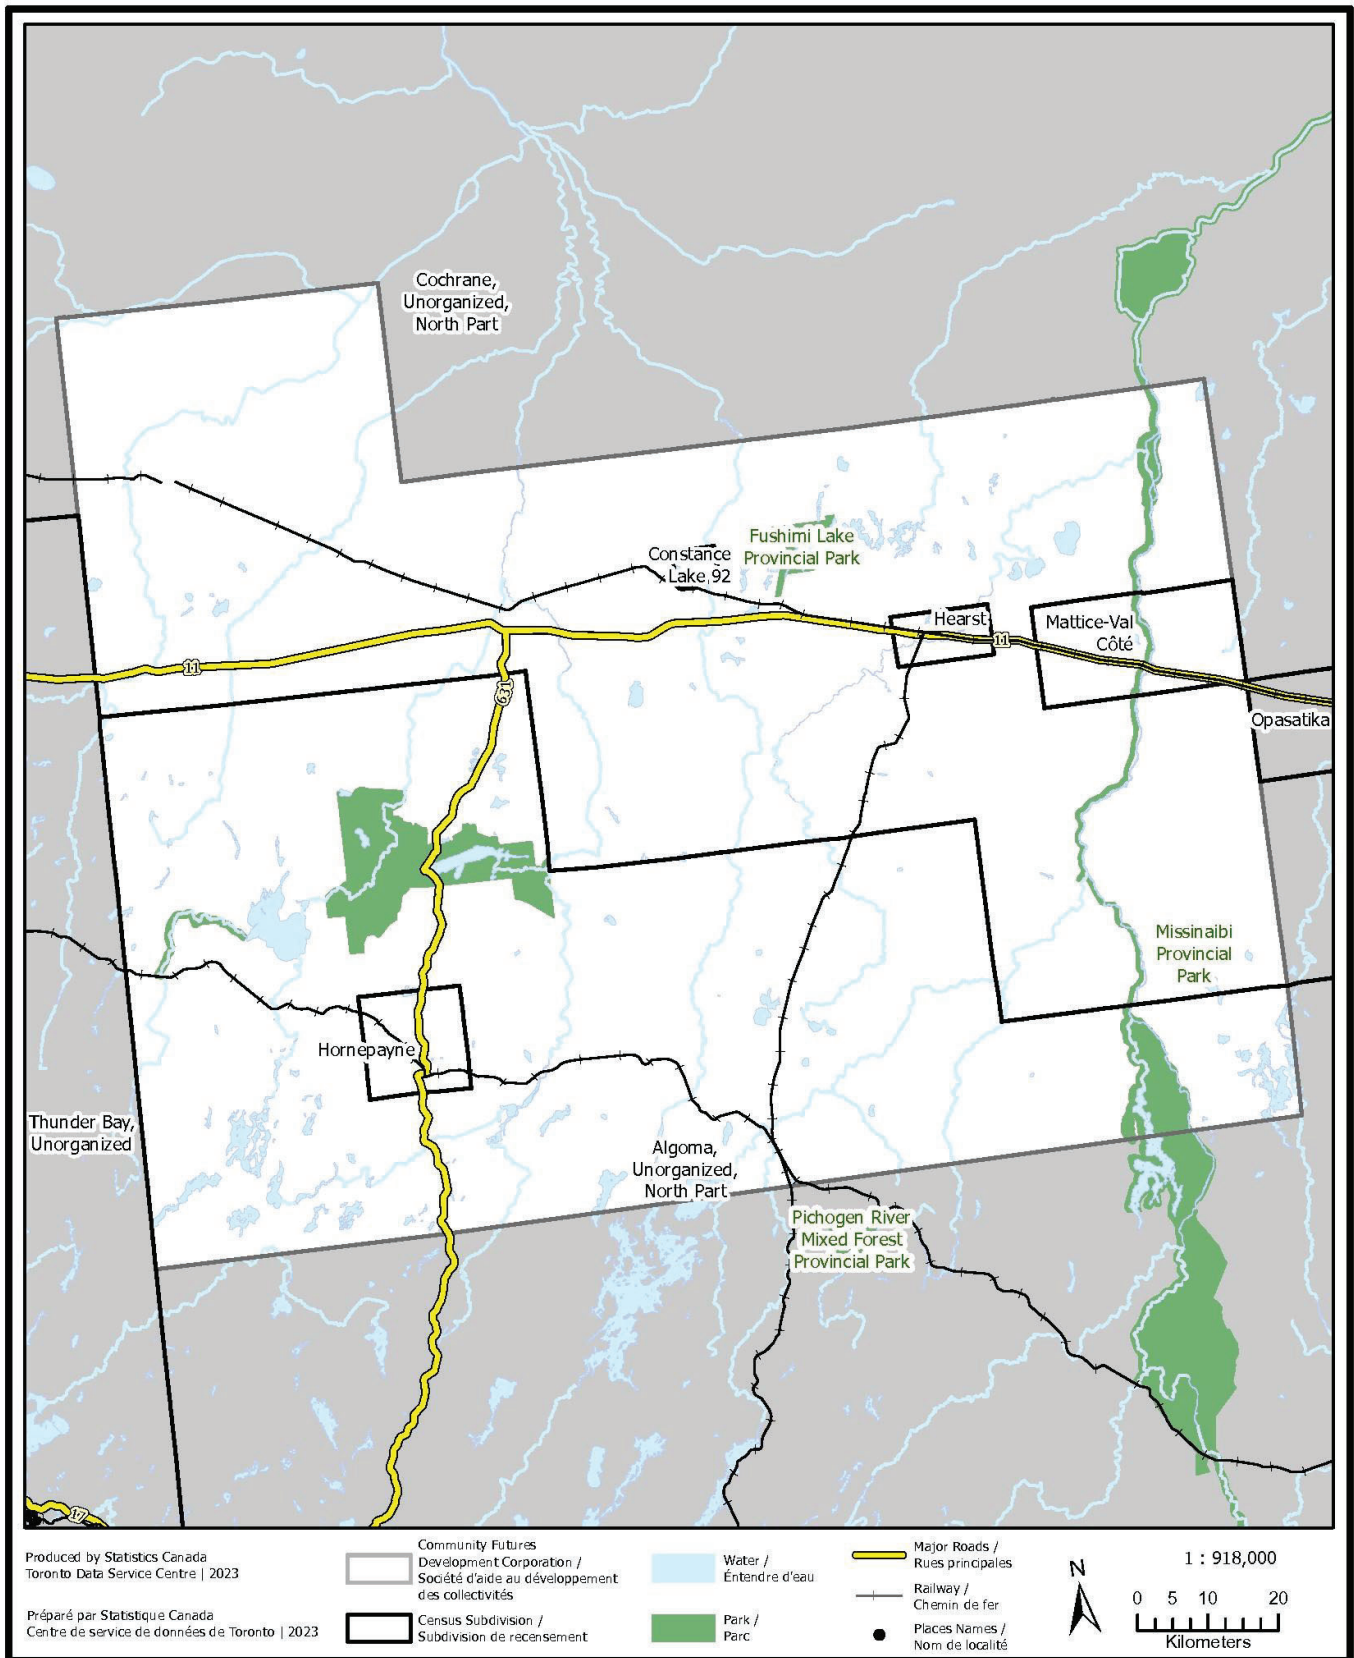 Cochrane,
Unorganized,
North Part
Fushimi Lake
Provincial Park
Constance
Lake 92
Hearst
Mattice-Val
Côté
11
11
631
Opasatika
Missinaibi
Provincial
Park
Hornepayne
Thunder Bay,
Unorganized
Algoma,
Unorganized,
North Part
Pichogen River
Mixed Forest
Provincial Park
17
Produced by Statistics Canada
Toronto Data Service Centre | 2023
Préparé par Statistique Canada
Centre de service de données de Toronto | 2023
Community Futures
Development Corporation /
Société d'aide au développement
des collectivités
Census Subdivision /
Subdivision de recensement
Water /
Éntendre d'eau
Park /
Parc
Major Roads /
Rues principales
Railway /
Chemin de fer
Places Names /
Nom de localité
N
1 : 918,000
0 5 10 20
Kilometers